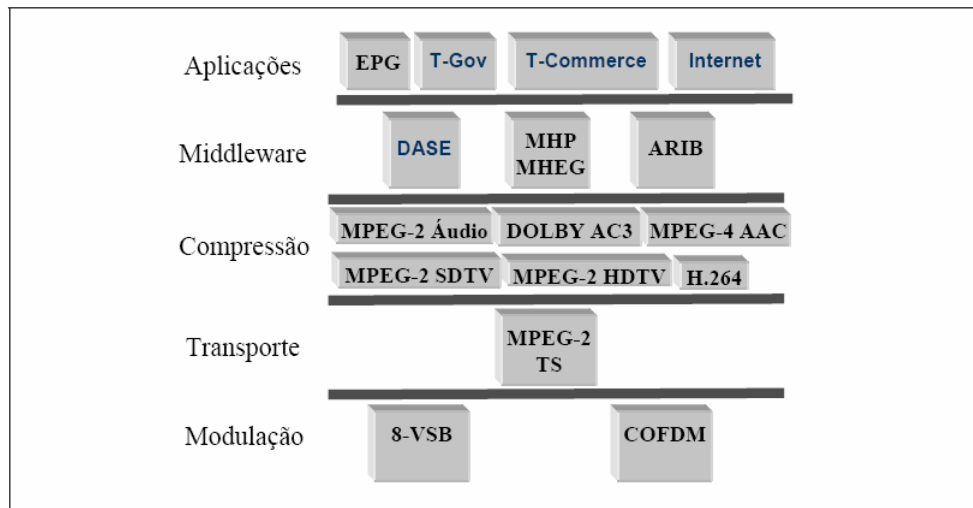 Aplicações
EPG
T-Gov
T-Commerce
Internet
Middleware
DASE
MHP
MHEG
ARIB
Compressão
MPEG-2 Áudio
DOLBY AC3
MPEG-4 AAC
MPEG-2 SDTV
MPEG-2 HDTV
H.264
Transporte
MPEG-2
TS
Modulação
8-VSB
COFDM